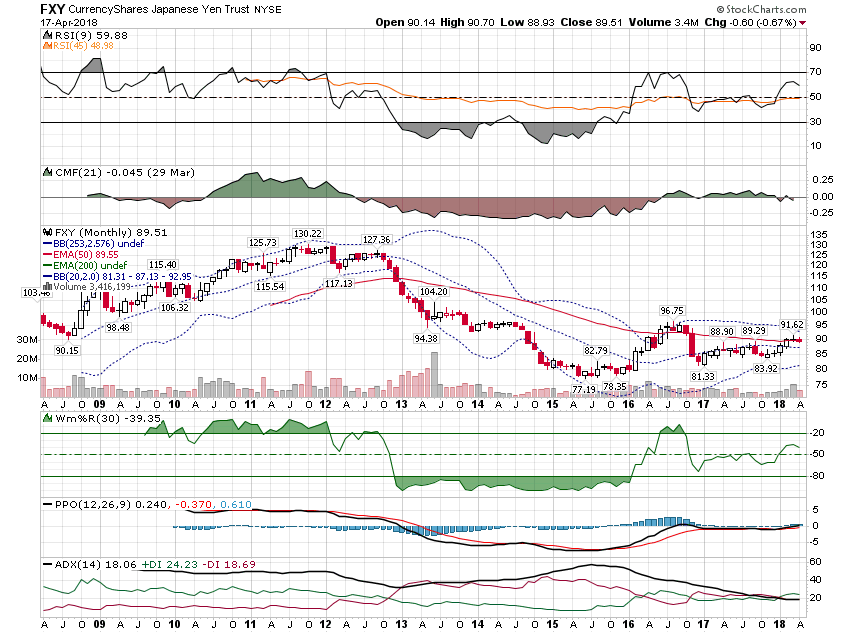 FXY CurrencyShares Japanese Yen Trust NYSE
© StockCharts.com
17-Apr-2018
Open 90.14 High 90.70 Low 88.93 Close 89.51 Volume 3.4M Chg -0.60 (-0.67%)
RSI(9) 59.88
RSI(45) 48.98
90
70
50
30
10
CMF(21) -0.045 (29 Mar)
0.25
0.00
-0.25
FXY (Monthly) 89.51
BB(253,2.576) undef
EMA(50) 89.55
EMA(200) undef
BB(20,2.0) 81.31 - 87.13 - 92.95
Volume 3,416,199
103.46
90.15
98.48
115.40
106.32
125.73
115.54
130.22
117.13
127.36
104.20
94.38
77.19
82.79
78.35
96.75
81.33
88.90
89.29
83.92
91.62
135
130
125
120
115
110
105
100
95
90
85
80
75
30M
20M
10M
A J O 09 A J O 10 A J O 11 A J O 12 A J O 13 A J O 14 A J O 15 A J O 16 A J O 17 A J O 18 A
Wm%R(30) -39.35
-20
-50
-80
PPO(12,26,9) 0.240, -0.370, 0.610
5
0
-5
ADX(14) 18.06 +DI 24.23 -DI 18.69
60
40
20
A J O 09 A J O 10 A J O 11 A J O 12 A J O 13 A J O 14 A J O 15 A J O 16 A J O 17 A J O 18 A